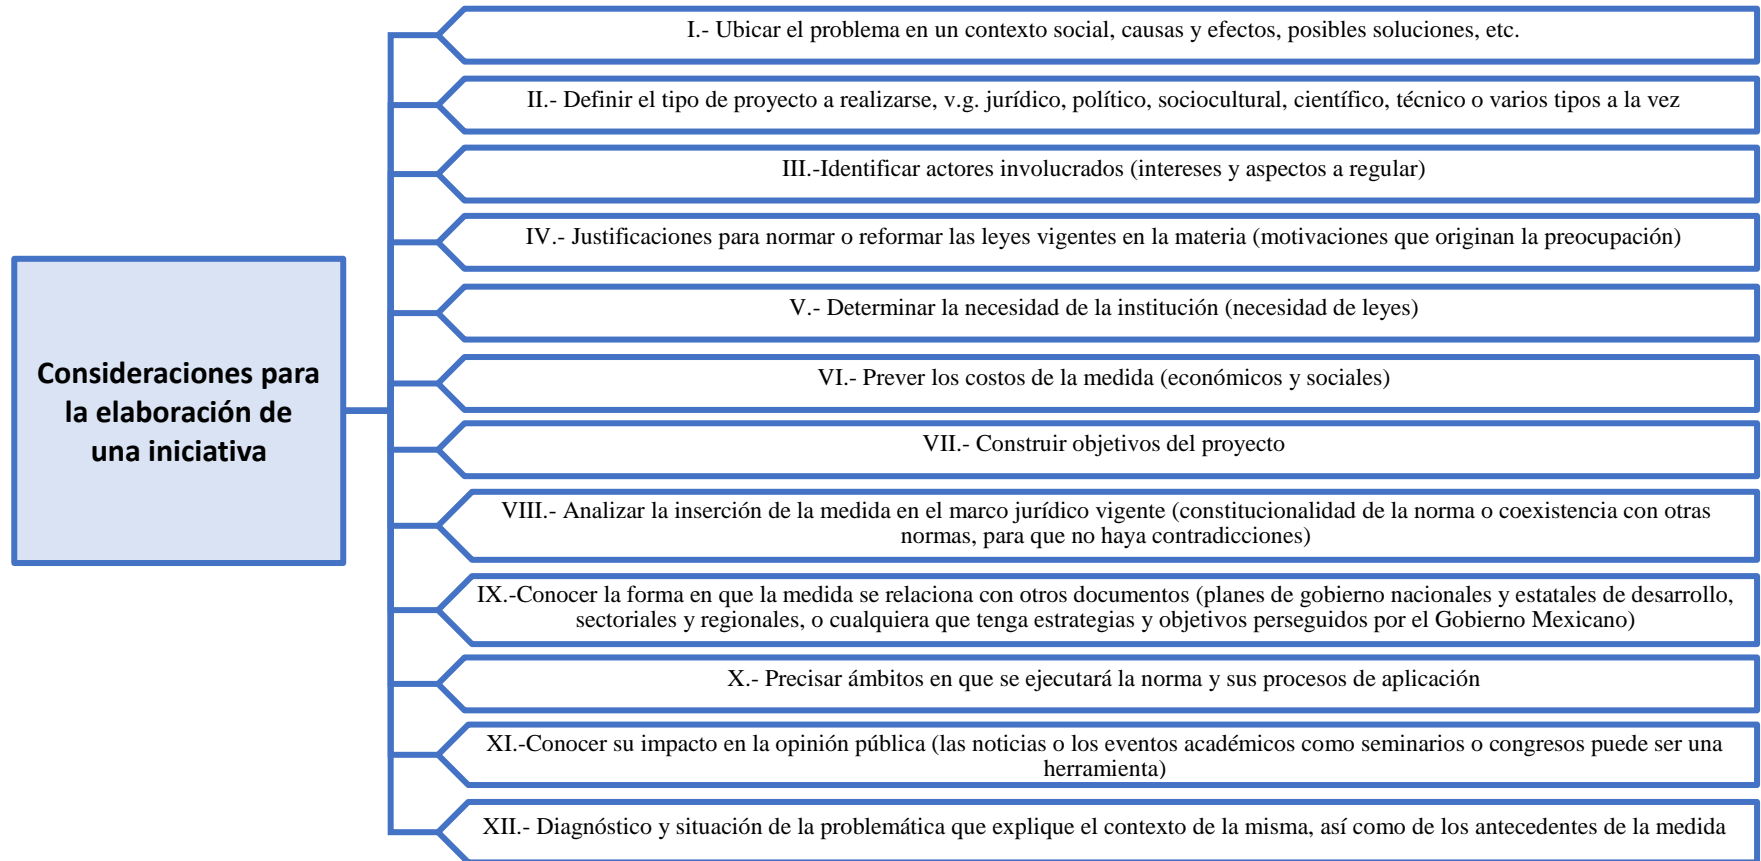 Consideraciones para
la elaboración de
una iniciativa
I.- Ubicar el problema en un contexto social, causas y efectos, posibles soluciones, etc.
II.- Definir el tipo de proyecto a realizarse, v.g. jurídico, político, sociocultural, científico, técnico o varios tipos a la vez
III.-Identificar actores involucrados (intereses y aspectos a regular)
IV.- Justificaciones para normar o reformar las leyes vigentes en la materia (motivaciones que originan la preocupación)
V.- Determinar la necesidad de la institución (necesidad de leyes)
VI.- Prever los costos de la medida (económicos y sociales)
VII.- Construir objetivos del proyecto
VIII.- Analizar la inserción de la medida en el marco jurídico vigente (constitucionalidad de la norma o coexistencia con otras
normas, para que no haya contradicciones)
IX.-Conocer la forma en que la medida se relaciona con otros documentos (planes de gobierno nacionales y estatales de desarrollo,
sectoriales y regionales, o cualquiera que tenga estrategias y objetivos perseguidos por el Gobierno Mexicano)
X.- Precisar ámbitos en que se ejecutará la norma y sus procesos de aplicación
XI.-Conocer su impacto en la opinión pública (las noticias o los eventos académicos como seminarios o congresos puede ser una
herramienta)
XII.- Diagnóstico y situación de la problemática que explique el contexto de la misma, así como de los antecedentes de la medida